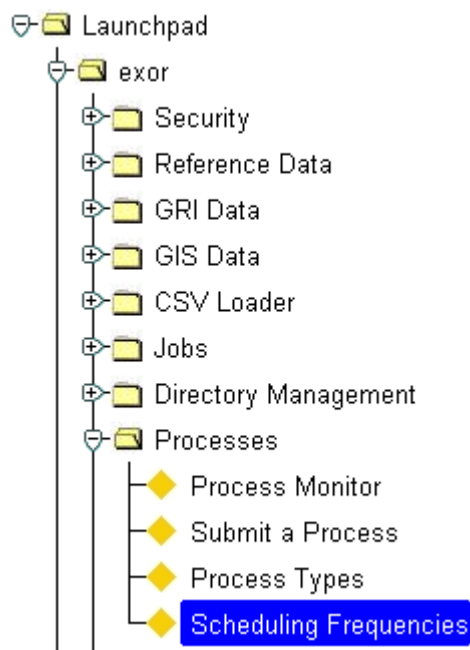 Launchpad
exor
Security
Reference Data
GRI Data
GIS Data
CSV Loader
Jobs
Directory Management
Processes
Process Monitor
Submit a Process
Process Types
Scheduling Frequencies